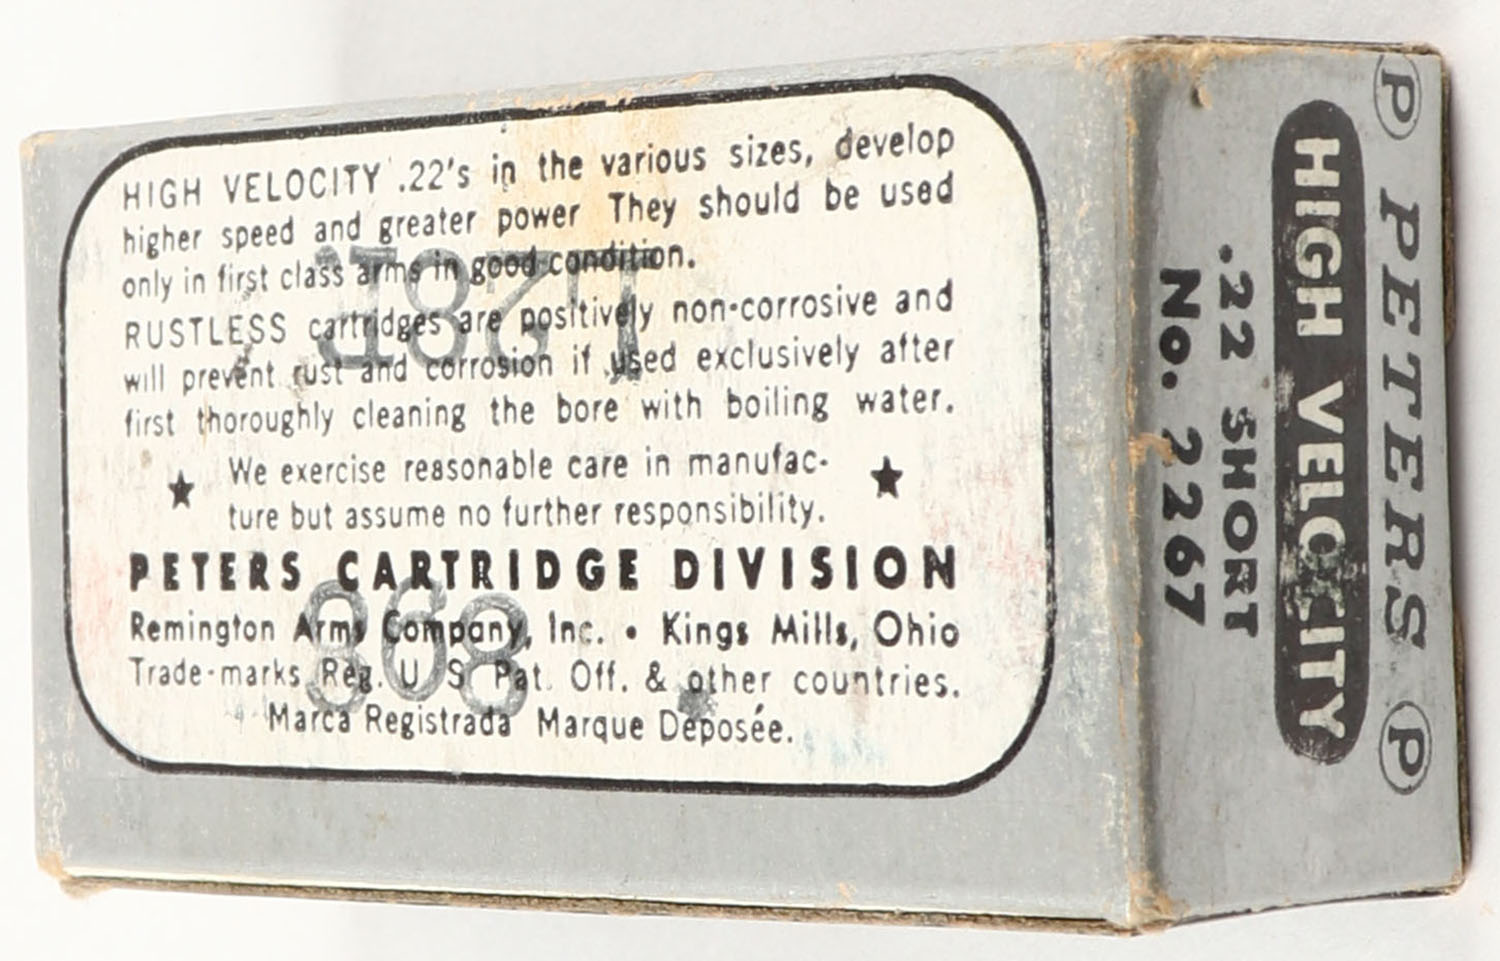 HIGH VELOCITY .22's in the various sizes, develop
higher speed and greater power They should be used
only in first class arms in good condition.
RUSTLESS cartridges are positively non-corrosive and
will prevent rust and corrosion if used exclusively after
first thoroughly cleaning the bore with boiling water.
★ We exercise reasonable care in manufac- ★
ture but assume no further responsibility.
PETERS CARTRIDGE DIVISION
Remington Arms Company, Inc. • Kings Mills, Ohio
Trade-marks Reg. U S Pat. Off. & other countries.
Marca Registrada Marque Déposée.
P PETERS P
HIGH VELOCITY
.22 SHORT
No. 2267